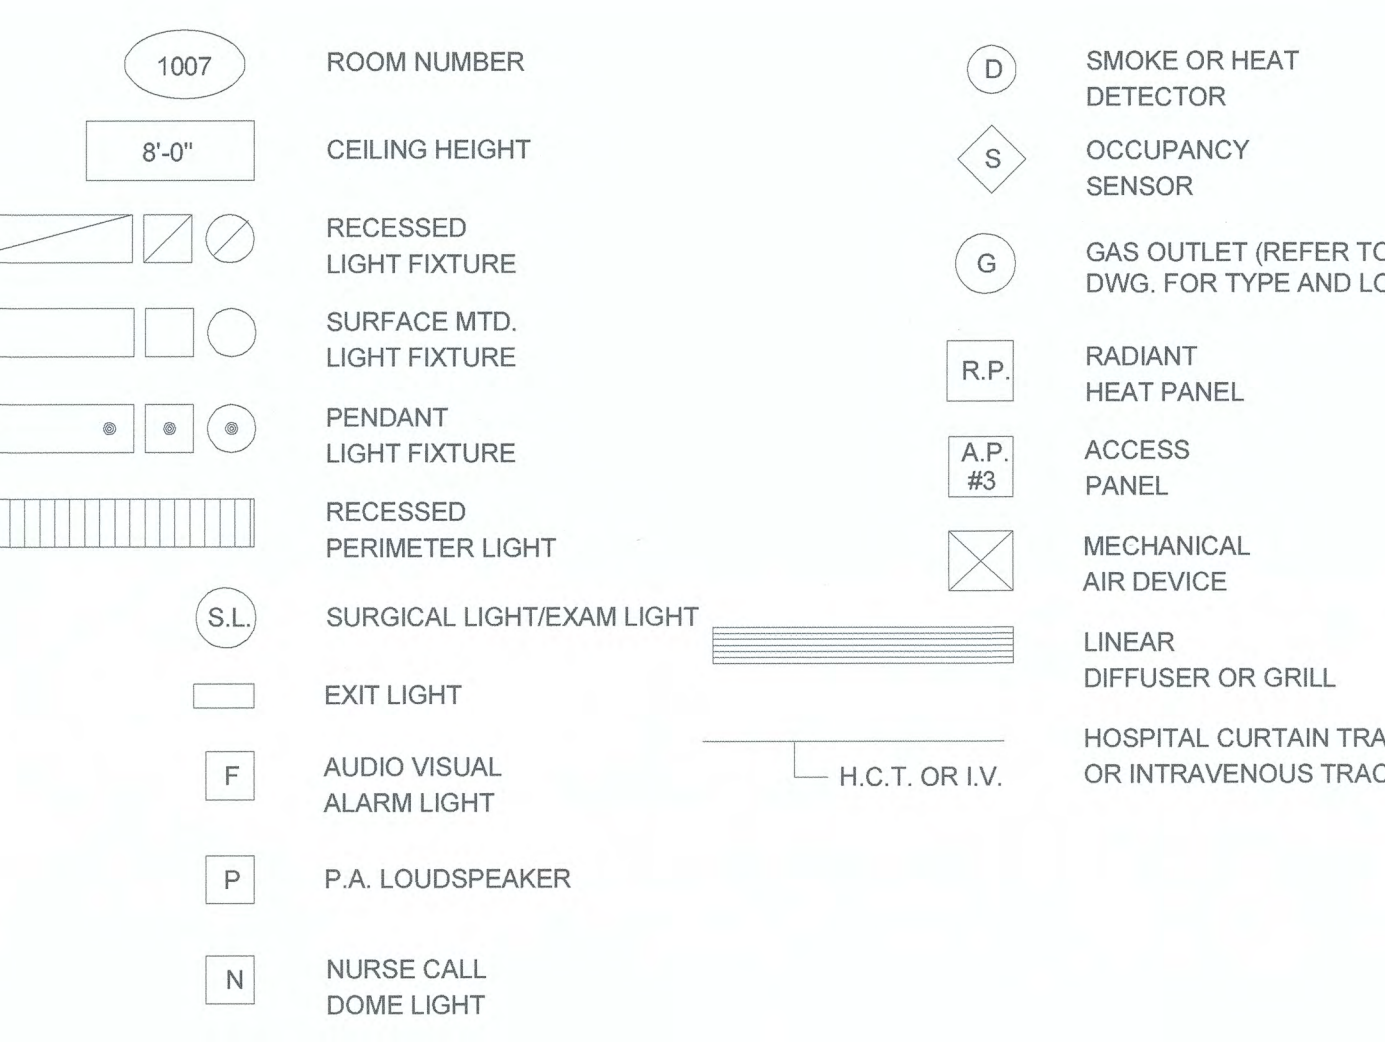 1007 ROOM NUMBER
8'-0" CEILING HEIGHT
RECESSED
LIGHT FIXTURE
SURFACE MTD.
LIGHT FIXTURE
PENDANT
LIGHT FIXTURE
RECESSED
PERIMETER LIGHT
S.L. SURGICAL LIGHT/EXAM LIGHT
EXIT LIGHT
F AUDIO VISUAL
ALARM LIGHT
P P.A. LOUDSPEAKER
N NURSE CALL
DOME LIGHT
D SMOKE OR HEAT
DETECTOR
S OCCUPANCY
SENSOR
G GAS OUTLET (REFER TO
DWG. FOR TYPE AND
R.P. RADIANT
HEAT PANEL
A.P. ACCESS
#3 PANEL
MECHANICAL
AIR DEVICE
LINEAR
DIFFUSER OR GRILL
HOSPITAL CURTAIN
H.C.T. OR I.V. OR INTRAVENOUS